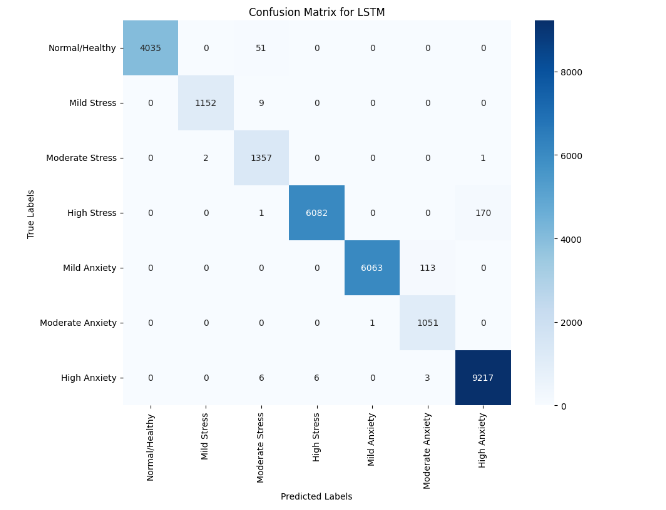 Confusion Matrix for LSTM
Normal/Healthy 4035 0 51 0 0 0 0
Mild Stress 0 1152 9 0 0 0 0
Moderate Stress 0 2 1357 0 0 0 1
High Stress 0 0 1 6082 0 0 170
Mild Anxiety 0 0 0 0 6063 113 0
Moderate Anxiety 0 0 0 0 1 1051 0
High Anxiety 0 0 6 6 0 3 9217
True Labels
Normal/Healthy
Mild Stress
Moderate Stress
High Stress
Mild Anxiety
Moderate Anxiety
High Anxiety
Predicted Labels
8000
6000
4000
2000
0